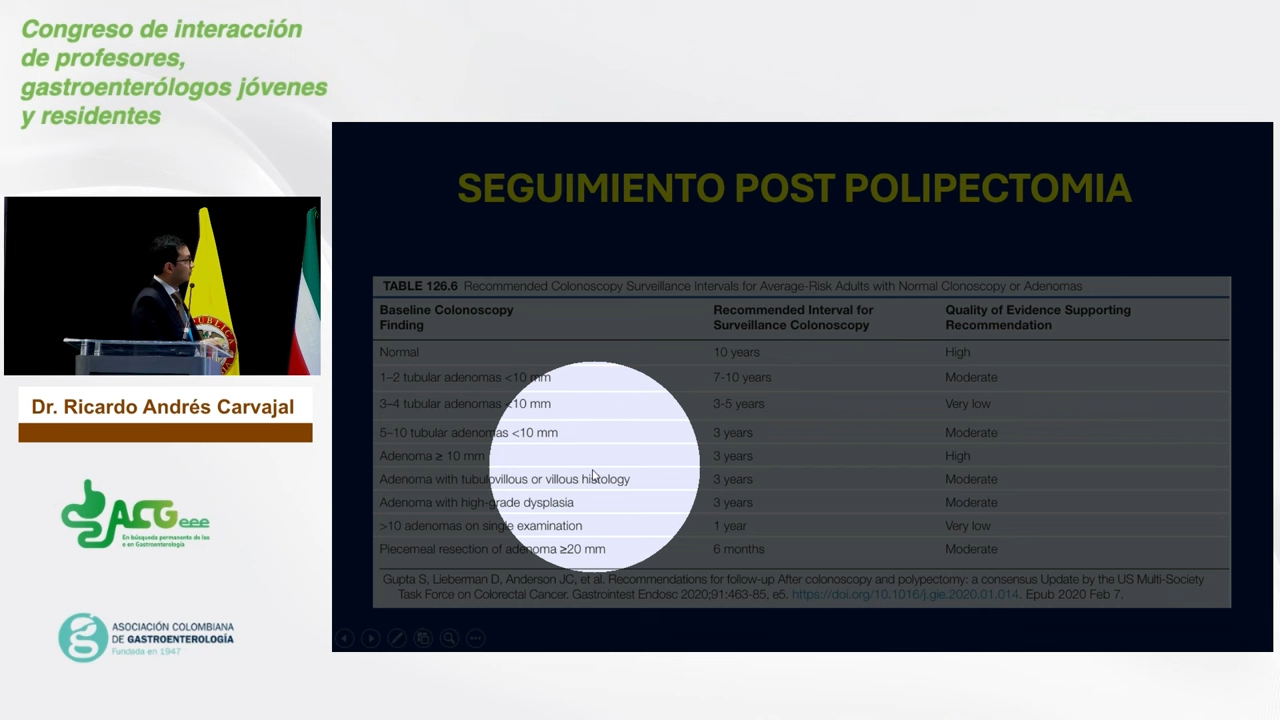 Congreso de interacción
de profesores,
gastroenterólogos jóvenes
y residentes
Dr. Ricardo Andrés Carvajal
ACG eee
En búsqueda permanente de las
e en Gastroenterología
ASOCIACIÓN COLOMBIANA
DE GASTROENTEROLOGÍA
Fundada en 1947
SEGUIMIENTO POST POLIPECTOMIA
TABLE 126.6 Recommended Colonoscopy Surveillance Intervals for Average-Risk Adults with Normal Clonoscopy or Adenomas
Baseline Colonoscopy Finding Recommended Interval for Surveillance Colonoscopy Quality of Evidence Supporting Recommendation
Normal 10 years High
1–2 tubular adenomas <10 mm 7-10 years Moderate
3–4 tubular adenomas <10 mm 3-5 years Very low
5–10 tubular adenomas <10 mm 3 years Moderate
Adenoma ≥ 10 mm 3 years High
Adenoma with tubulovillous or villous histology 3 years Moderate
Adenoma with high-grade dysplasia 3 years Moderate
>10 adenomas on single examination 1 year Very low
Piecemeal resection of adenoma ≥20 mm 6 months Moderate
Gupta S, Lieberman D, Anderson JC, et al. Recommendations for follow-up After colonoscopy and polypectomy: a consensus Update by the US Multi-Society
Task Force on Colorectal Cancer. Gastrointest Endosc 2020;91:463-85, e5. https://doi.org/10.1016/j.gie.2020.01.014. Epub 2020 Feb 7.